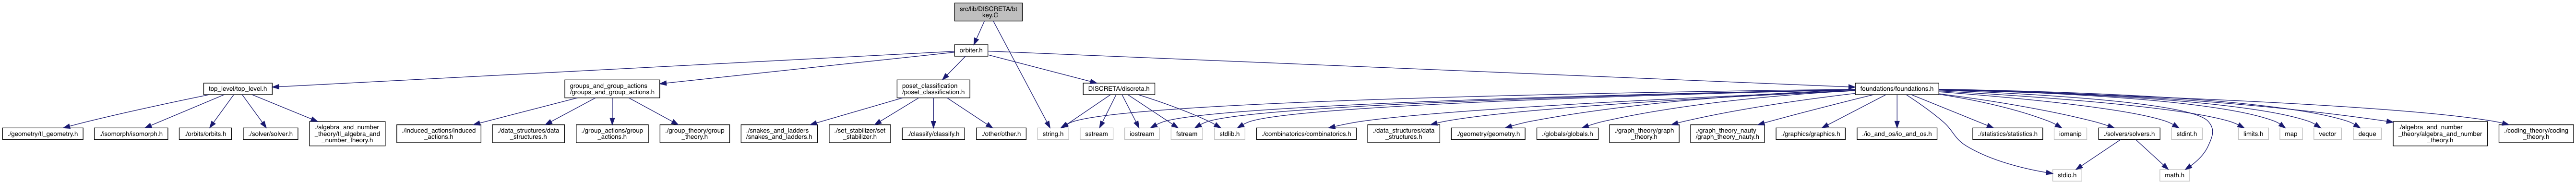 src/lib/DISCRETA/bt
_key.C
orbiter.h
top_level/top_level.h
groups_and_group_actions
/groups_and_group_actions.h
poset_classification
/poset_classification.h
DISCRETA/discreta.h
foundations/foundations.h
./geometry/tl_geometry.h
./isomorph/isomorph.h
./orbits/orbits.h
./solver/solver.h
./algebra_and_number
_theory/tl_algebra_and
_number_theory.h
./induced_actions/induced
_actions.h
./data_structures/data
_structures.h
./group_actions/group
_actions.h
./group_theory/group
_theory.h
./snakes_and_ladders
/snakes_and_ladders.h
./set_stabilizer/set
_stabilizer.h
./classify/classify.h
./other/other.h
string.h
sstream
iostream
fstream
stdlib.h
./combinatorics/combinatorics.h
./data_structures/data
_structures.h
./geometry/geometry.h
./globals/globals.h
./graph_theory/graph
_theory.h
./graph_theory_nauty
/graph_theory_nauty.h
./graphics/graphics.h
./io_and_os/io_and_os.h
./statistics/statistics.h
iomanip
./solvers/solvers.h
stdint.h
limits.h
map
vector
deque
./algebra_and_number
_theory/algebra_and_number
_theory.h
./coding_theory/coding
_theory.h
stdio.h
math.h